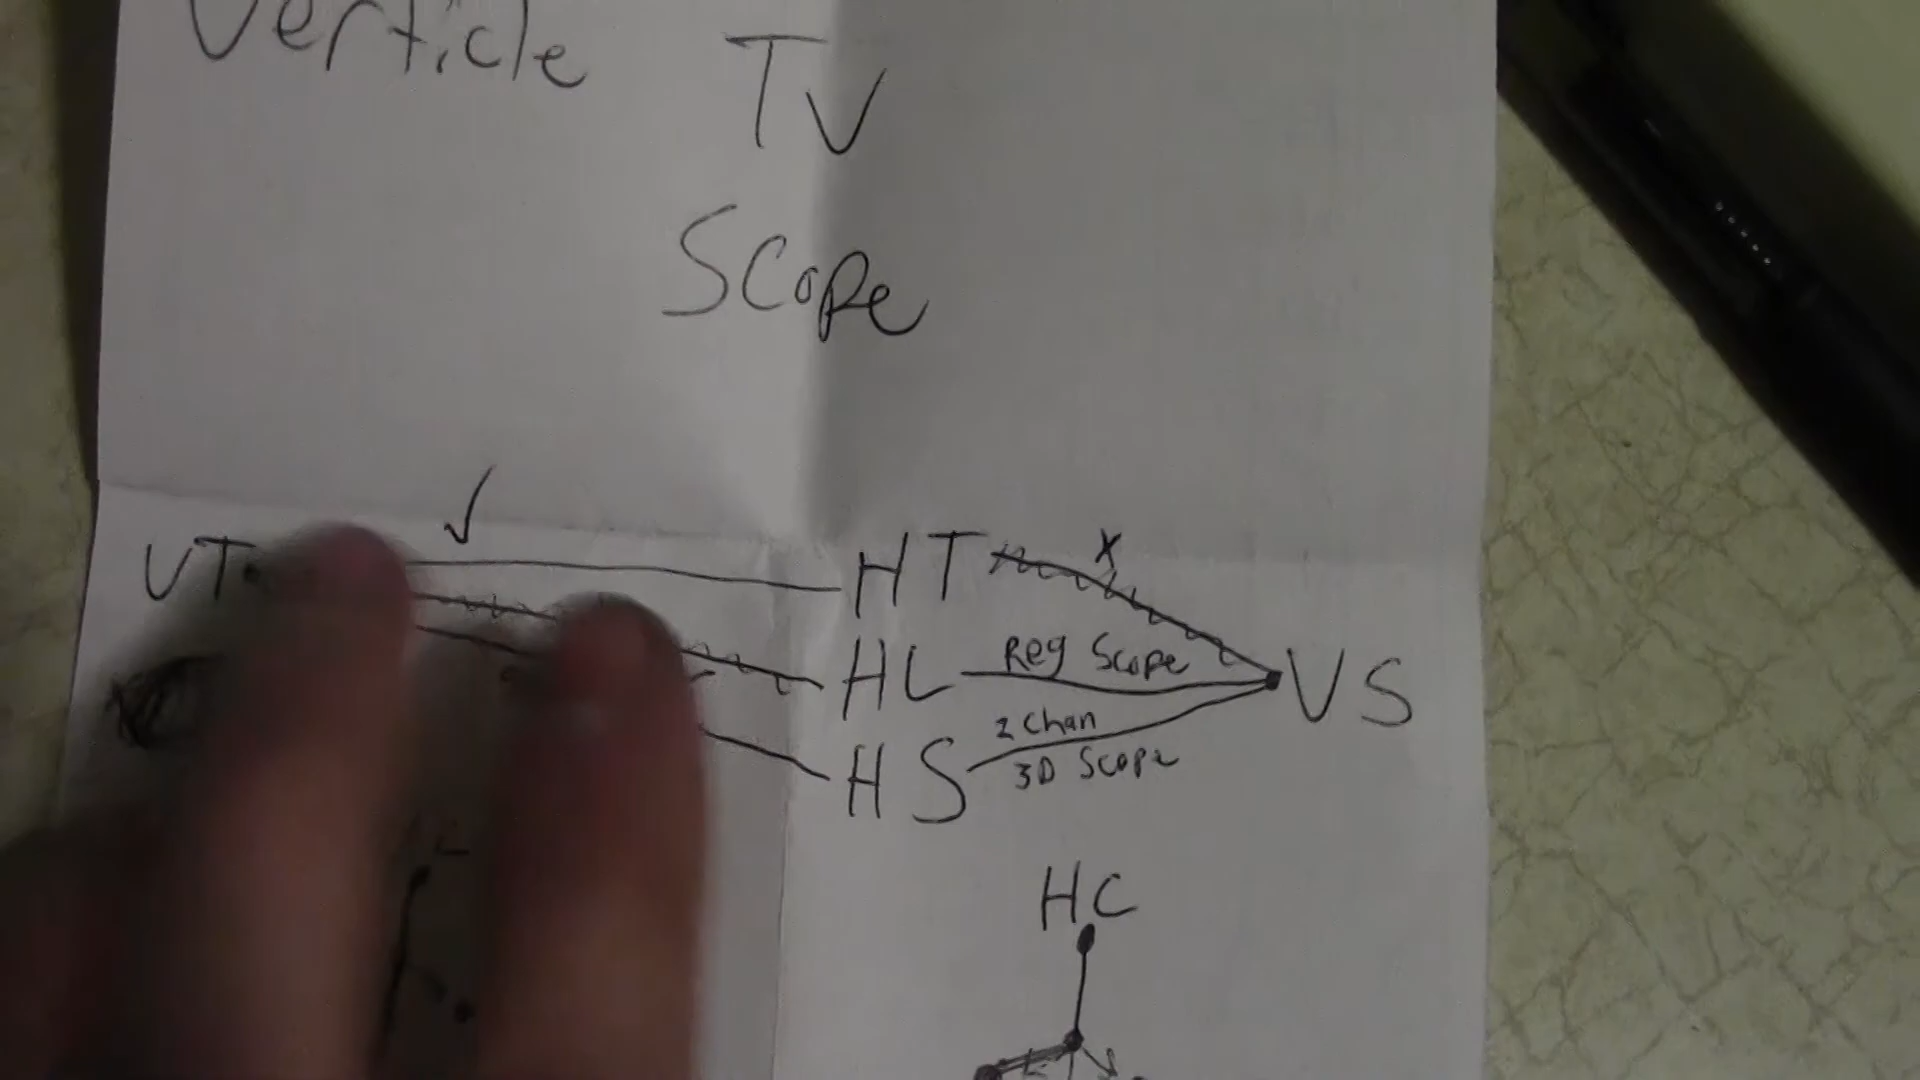 Verticle
TV
Scope
VT ✓ HT X
HL Reg Scope VS
2 Chan
HS 3D Scope
HC